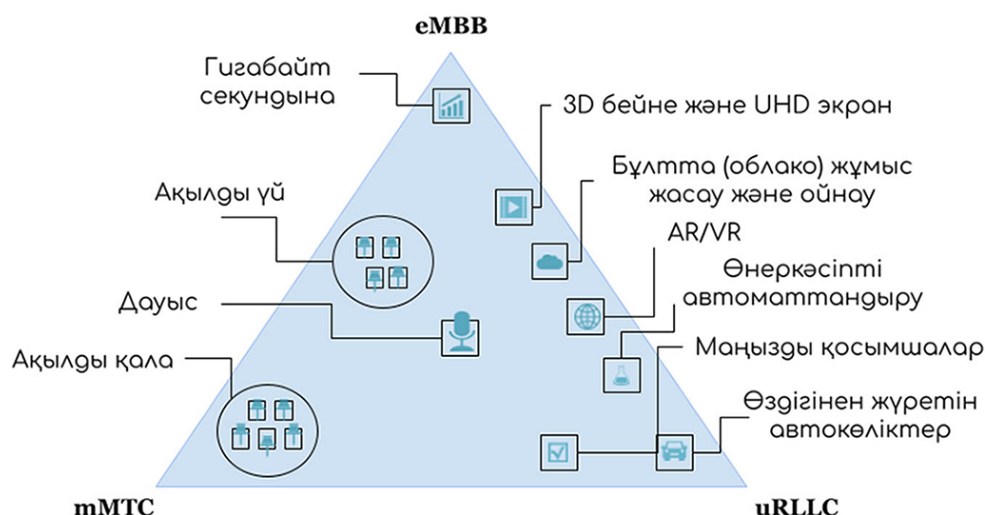 eMBB
Гигабайт
секундына
3D бейне және UHD экран
Бұлтта (облако) жұмыс
жасау және ойнау
Ақылды үй
AR/VR
Өнеркәсіпті
автоматтандыру
Дауыс
Маңызды қосымшалар
Ақылды қала
Өздігінен жүретін
автокөліктер
mMTC
uRLLC